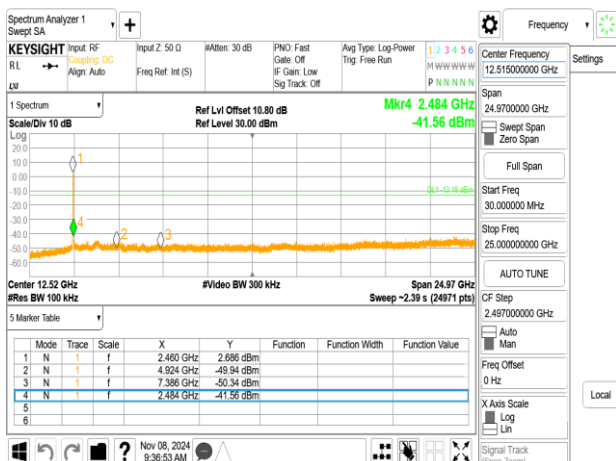 Spectrum Analyzer 1
Swept SA
+
Frequency
KEYSIGHT
Input: RF
Coupling: DC
Align: Auto
Input Z: 50 Ω
Freq Ref: Int (S)
#Atten: 30 dB
PNO: Fast
Gate: Off
IF Gain: Low
Sig Track: Off
Avg Type: Log-Power
Trig: Free Run
1 2 3 4 5 6
M W W W W W
P N N N N N
RL
LXI
1 Spectrum
Scale/Div 10 dB
Ref Lvl Offset 10.80 dB
Ref Level 30.00 dBm
Mkr4 2.484 GHz
-41.56 dBm
Log
20.0
10.0
0.00
-10.0
-20.0
-30.0
-40.0
-50.0
-60.0
1
4
2
3
DL1 -13.18 dBm
Center 12.52 GHz
#Res BW 100 kHz
#Video BW 300 kHz
Span 24.97 GHz
Sweep ~2.39 s (24971 pts)
5 Marker Table
Mode Trace Scale X Y Function Function Width Function Value
1 N 1 f 2.460 GHz 2.686 dBm
2 N 1 f 4.924 GHz -49.94 dBm
3 N 1 f 7.386 GHz -50.34 dBm
4 N 1 f 2.484 GHz -41.56 dBm
5
6
?
Nov 08, 2024
9:36:53 AM
Center Frequency
12.515000000 GHz
Settings
Span
24.9700000 GHz
Swept Span
Zero Span
Full Span
Start Freq
30.000000 MHz
Stop Freq
25.000000000 GHz
AUTO TUNE
CF Step
2.497000000 GHz
Auto
Man
Freq Offset
0 Hz
Local
X Axis Scale
Log
Lin
Signal Track
(Span Zoom)